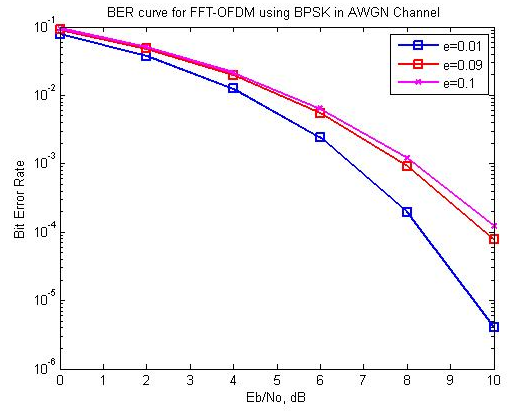 BER curve for FFT-OFDM using BPSK in AWGN Channel
10^-1
10^-2
10^-3
10^-4
10^-5
10^-6
Bit Error Rate
e=0.01
e=0.09
e=0.1
0 1 2 3 4 5 6 7 8 9 10
Eb/No, dB